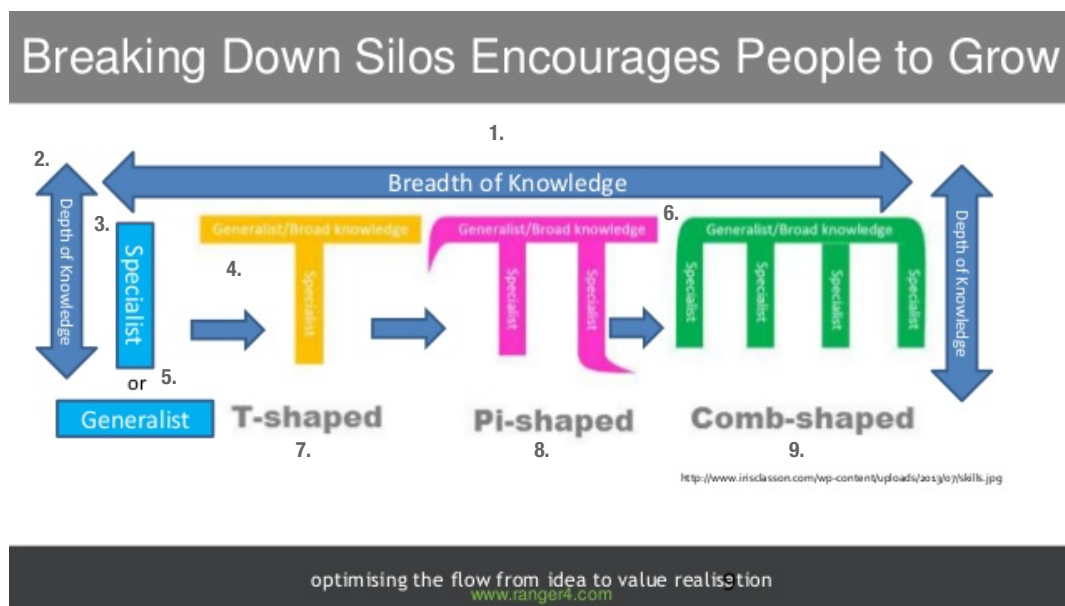 Breaking Down Silos Encourages People to Grow
1.
2.
Breadth of Knowledge
Depth of Knowledge
3.
Specialist
4.
Generalist/Broad knowledge
Specialist
Generalist/Broad knowledge
Specialist
Specialist
6.
Generalist/Broad knowledge
Specialist
Specialist
Specialist
Specialist
Depth of Knowledge
or
5.
Generalist
T-shaped
Pi-shaped
Comb-shaped
7.
8.
9.
http://www.irisclasson.com/wp-content/uploads/2013/07/skills.jpg
optimising the flow from idea to value realisation
9
www.ranger4.com